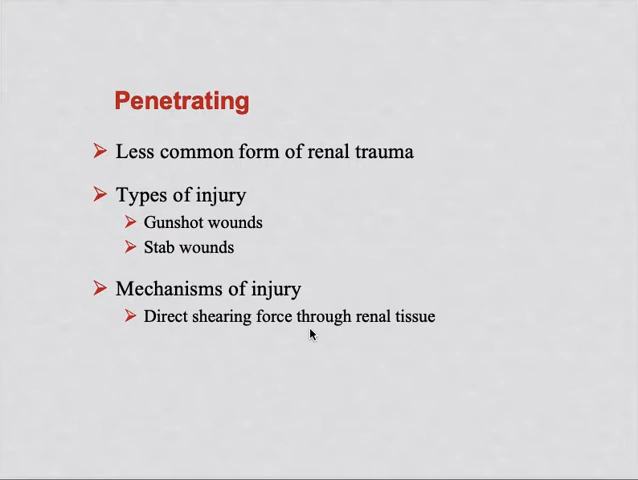 Penetrating
Less common form of renal trauma
Types of injury
Gunshot wounds
Stab wounds
Mechanisms of injury
Direct shearing force through renal tissue